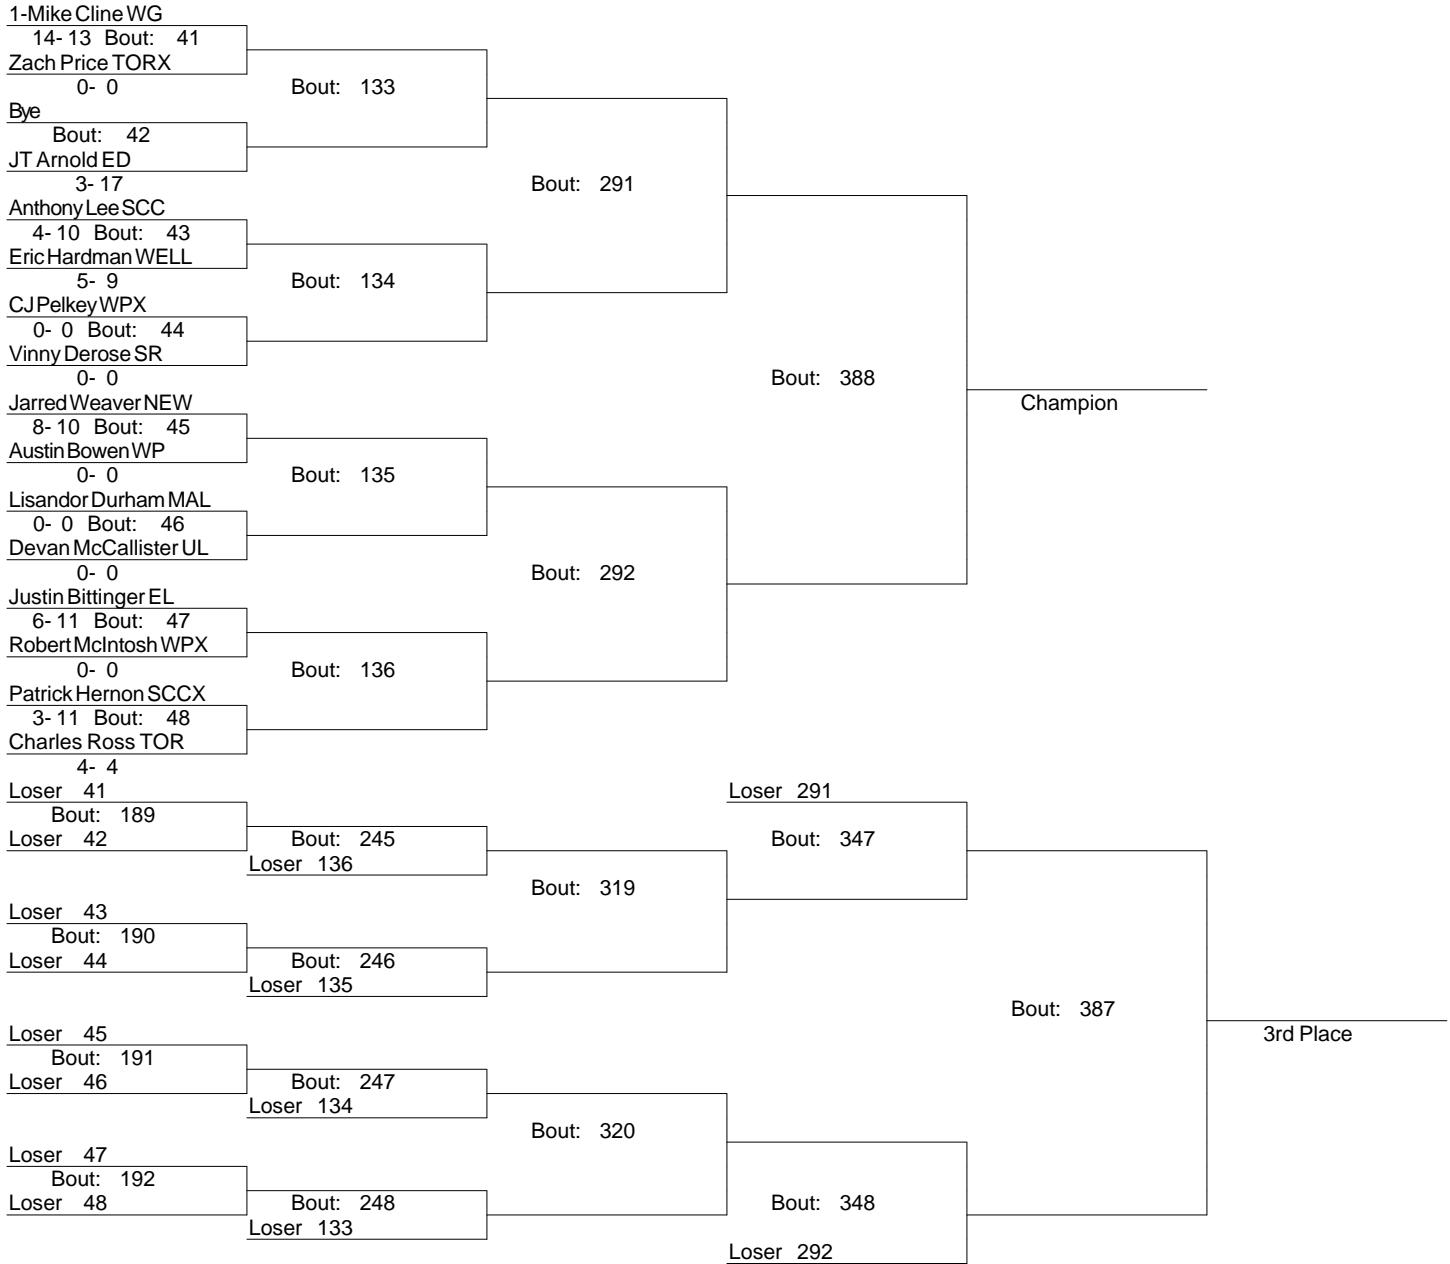 1-Mike Cline WG
14- 13 Bout: 41
Zach Price TORX
0- 0
Bout: 133
Bye
Bout: 42
JT Arnold ED
3- 17
Bout: 291
Anthony Lee SCC
4- 10 Bout: 43
Eric Hardman WELL
5- 9
Bout: 134
CJ Pelkey WPX
0- 0 Bout: 44
Vinny Derose SR
0- 0
Bout: 388
Jarred Weaver NEW
Champion
8- 10 Bout: 45
Austin Bowen WP
0- 0
Bout: 135
Lisandor Durham MAL
0- 0 Bout: 46
Devan McCallister UL
0- 0
Bout: 292
Justin Bittinger EL
6- 11 Bout: 47
Robert McIntosh WPX
0- 0
Bout: 136
Patrick Hernon SCCX
3- 11 Bout: 48
Charles Ross TOR
4- 4
Loser 41
Loser 291
Bout: 189
Loser 42
Bout: 245
Bout: 347
Loser 136
Bout: 319
Loser 43
Bout: 190
Loser 44
Bout: 246
Loser 135
Bout: 387
Loser 45
3rd Place
Bout: 191
Loser 46
Bout: 247
Loser 134
Bout: 320
Loser 47
Bout: 192
Loser 48
Bout: 248
Bout: 348
Loser 133
Loser 292